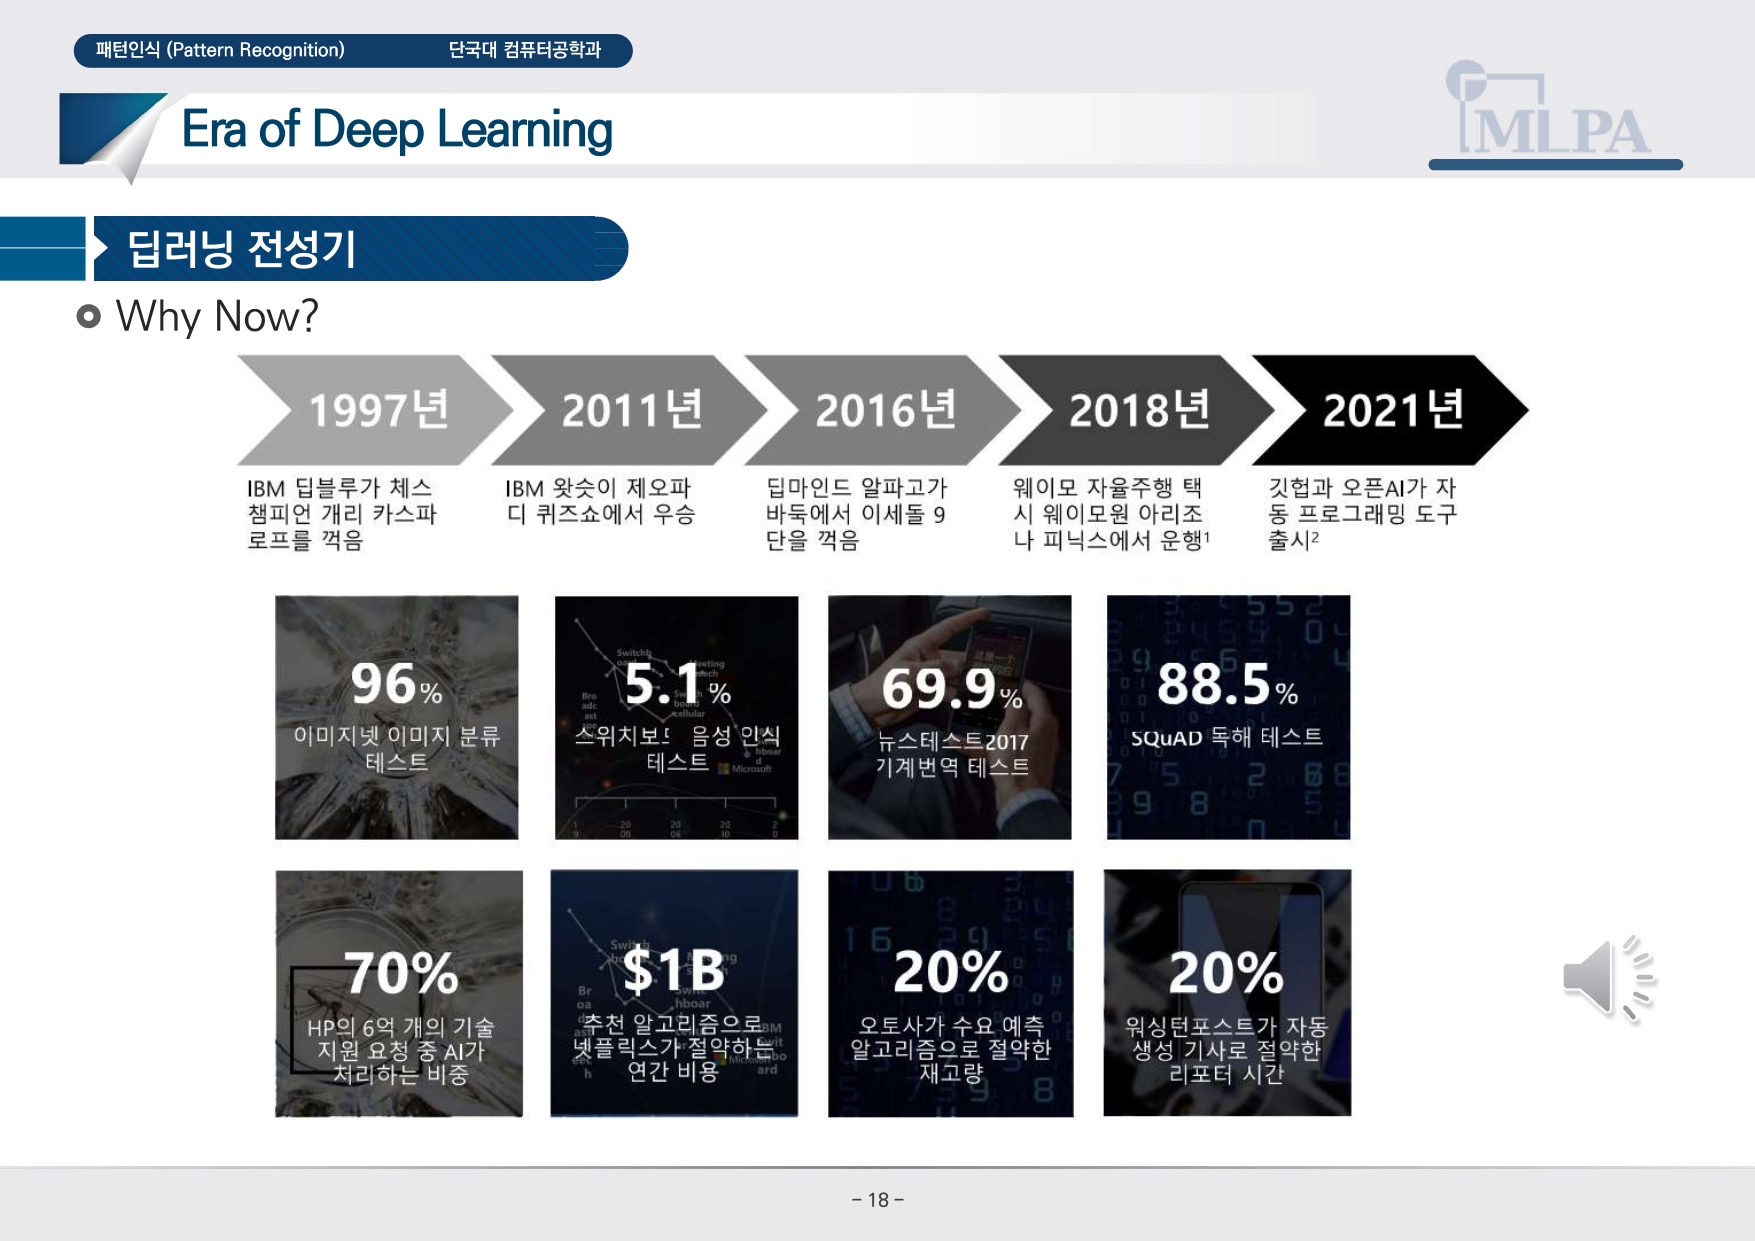 패턴인식 (Pattern Recognition) 단국대 컴퓨터공학과
Era of Deep Learning
MLPA
딥러닝 전성기
Why Now?
1997년
2011년
2016년
2018년
2021년
IBM 딥블루가 체스
챔피언 개리 카스파
로프를 꺾음
IBM 왓슨이 제오파
디 퀴즈쇼에서 우승
딥마인드 알파고가
바둑에서 이세돌 9
단을 꺾음
웨이모 자율주행 택
시 웨이모원 아리조
나 피닉스에서 운행¹
깃헙과 오픈AI가 자
동 프로그래밍 도구
출시²
96%
이미지넷 이미지 분류
테스트
5.1%
스위치보드 음성 인식
테스트
Microsoft
69.9%
뉴스테스트2017
기계번역 테스트
88.5%
SQuAD 독해 테스트
70%
HP의 6억 개의 기술
지원 요청 중 AI가
처리하는 비중
$1B
추천 알고리즘으로
넷플릭스가 절약하는
연간 비용
20%
오토사가 수요 예측
알고리즘으로 절약한
재고량
20%
워싱턴포스트가 자동
생성 기사로 절약한
리포터 시간
- 18 -